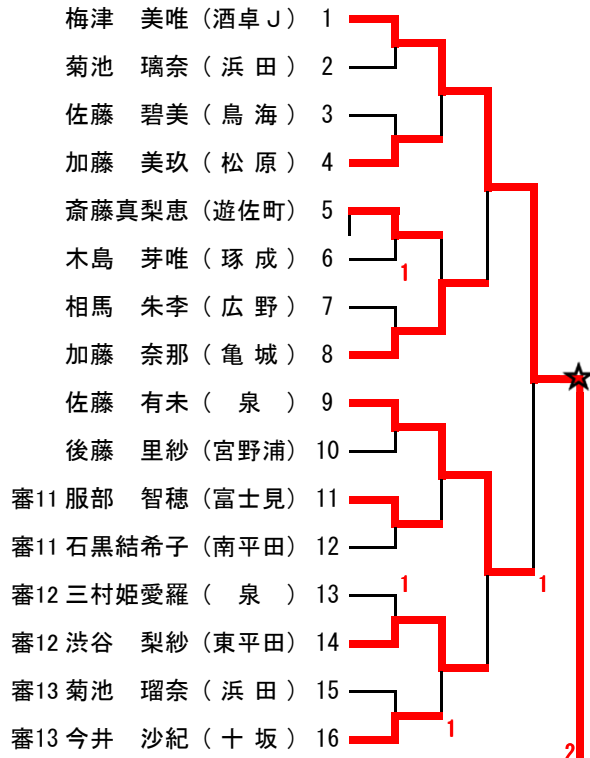 梅津　美唯（酒卓Ｊ） 1
菊池　璃奈（ 浜 田 ） 2
佐藤　碧美（ 鳥 海 ） 3
加藤　美玖（ 松 原 ） 4
斎藤真梨恵（遊佐町） 5
木島　芽唯（ 琢 成 ） 6
1
相馬　朱李（ 広 野 ） 7
加藤　奈那（ 亀 城 ） 8
佐藤　有未（　泉　） 9
後藤　里紗（宮野浦） 10
審11 服部　智穂（富士見） 11
審11 石黒結希子（南平田） 12
1 1
審12 三村姫愛羅（　泉　） 13
審12 渋谷　梨紗（東平田） 14
審13 菊池　瑠奈（ 浜 田 ） 15
1
審13 今井　沙紀（ 十 坂 ） 16
2